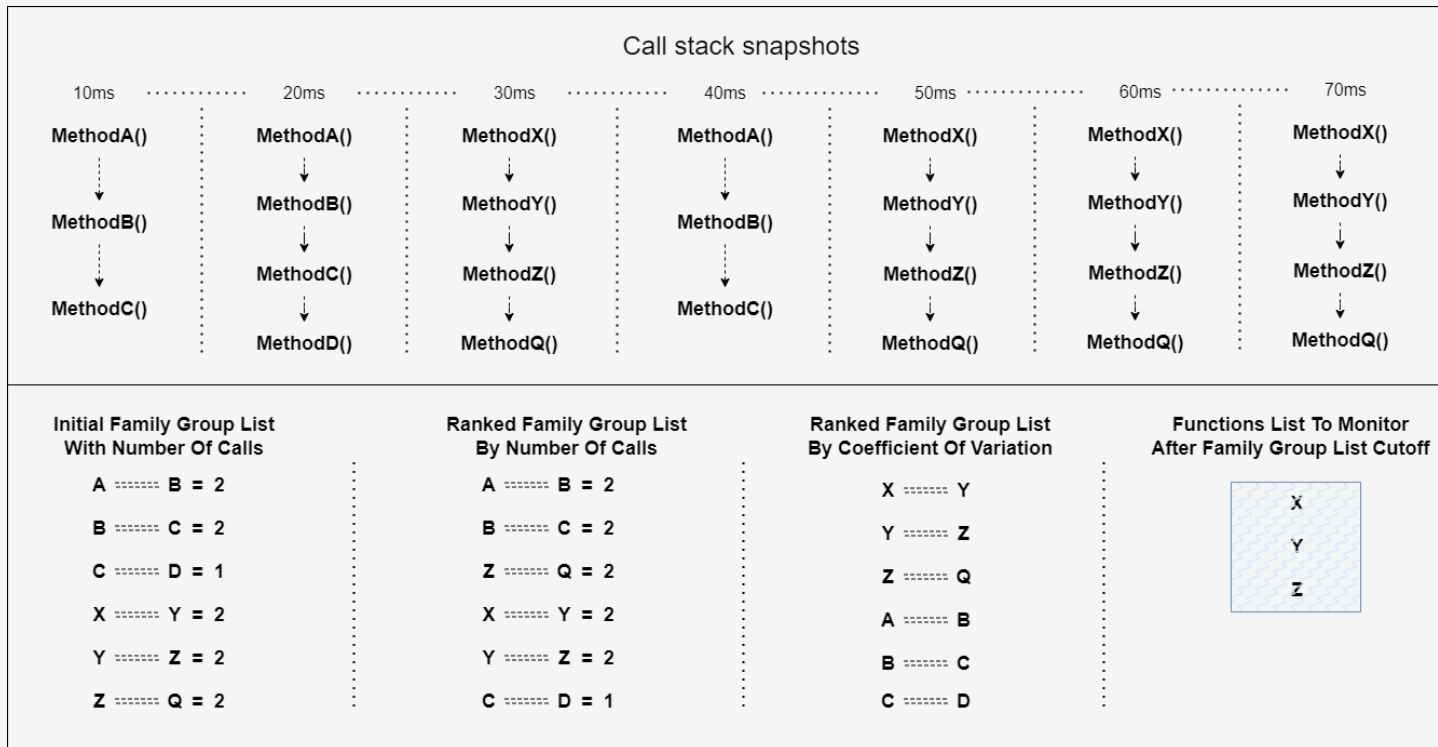 Call stack snapshots
10ms 20ms 30ms 40ms 50ms 60ms 70ms
MethodA() MethodA() MethodX() MethodA() MethodX() MethodX() MethodX()
MethodB() MethodB() MethodY() MethodB() MethodY() MethodY() MethodY()
MethodC() MethodC() MethodZ() MethodC() MethodZ() MethodZ() MethodZ()
MethodD() MethodQ() MethodQ() MethodQ() MethodQ()
Initial Family Group List
With Number Of Calls
A B = 2
B C = 2
C D = 1
X Y = 2
Y Z = 2
Z Q = 2
Ranked Family Group List
By Number Of Calls
A B = 2
B C = 2
Z Q = 2
X Y = 2
Y Z = 2
C D = 1
Ranked Family Group List
By Coefficient Of Variation
X Y
Y Z
Z Q
A B
B C
C D
Functions List To Monitor
After Family Group List Cutoff
X
Y
Z